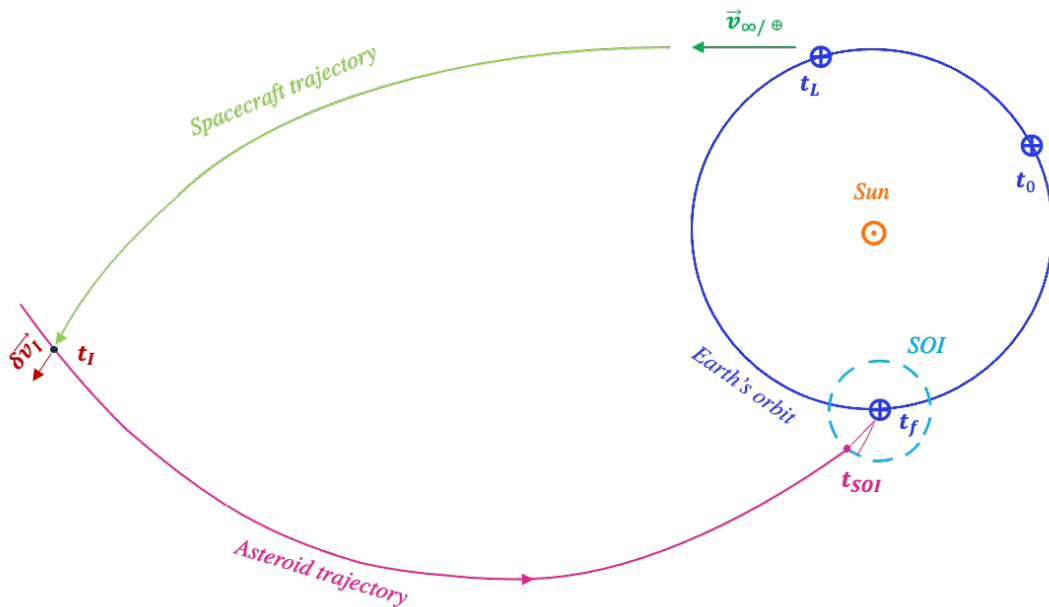 v⃗∞/⊕
Spacecraft trajectory
t_L
t_0
Sun
δv⃗_I
t_I
SOI
Earth's orbit
t_f
t_SOI
Asteroid trajectory